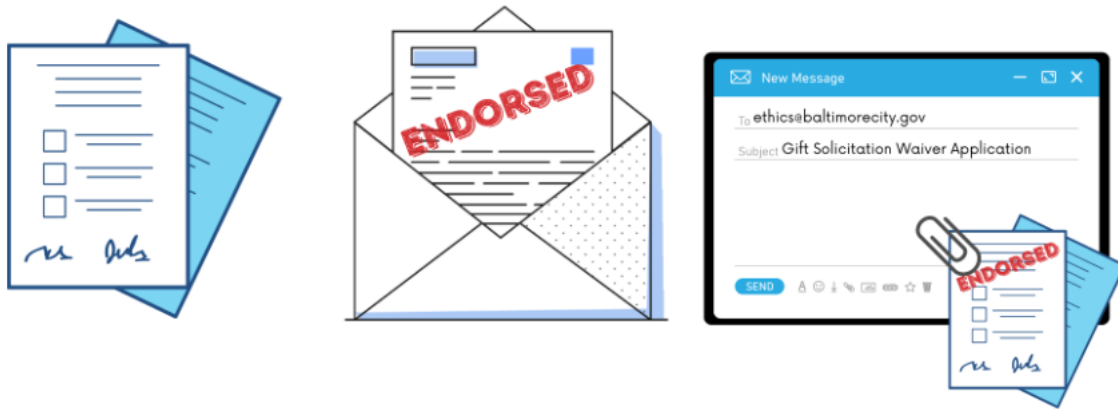 ENDORSED
New Message
To ethics@baltimorecity.gov
Subject Gift Solicitation Waiver Application
SEND
ENDORSED